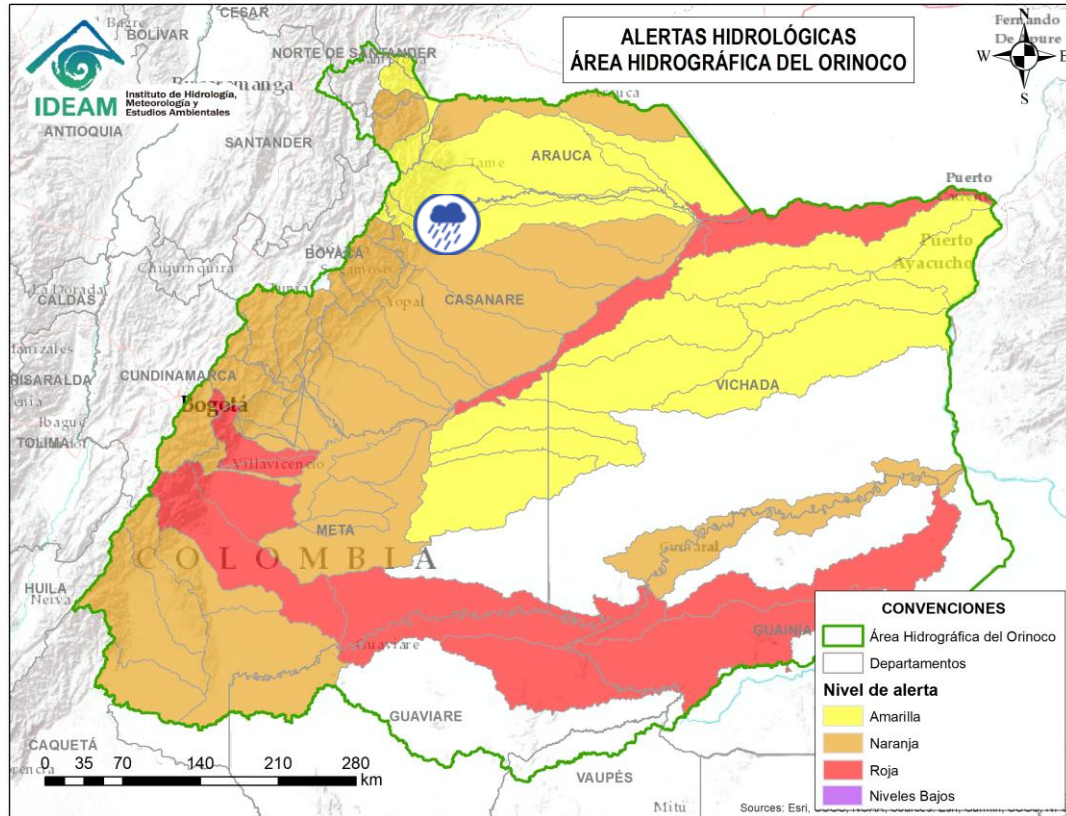 ALERTAS HIDROLÓGICAS
ÁREA HIDROGRÁFICA DEL ORINOCO
N
W
E
S
IDEAM
Instituto de Hidrología,
Meteorología y
Estudios Ambientales
CESAR
BOLÍVAR
NORTE DE SANTANDER
ANTIOQUIA
SANTANDER
ARAUCA
Tame
Puerto
BOYACÁ
Chiquinquira
La Dorada
CALDAS
Yopal
CASANARE
Puerto
Ayacucho
RISARALDA
CUNDINAMARCA
VICHADA
Bogotá
Ibagué
TOLIMA
Villavicencio
META
COLOMBIA
HUILA
Neiva
Guaviare
GUAINÍA
GUAVIARE
CAQUETÁ
VAUPÉS
Mitú
0 35 70 140 210 280
km
CONVENCIONES
Área Hidrográfica del Orinoco
Departamentos
Nivel de alerta
Amarilla
Naranja
Roja
Niveles Bajos
Sources: Esri,